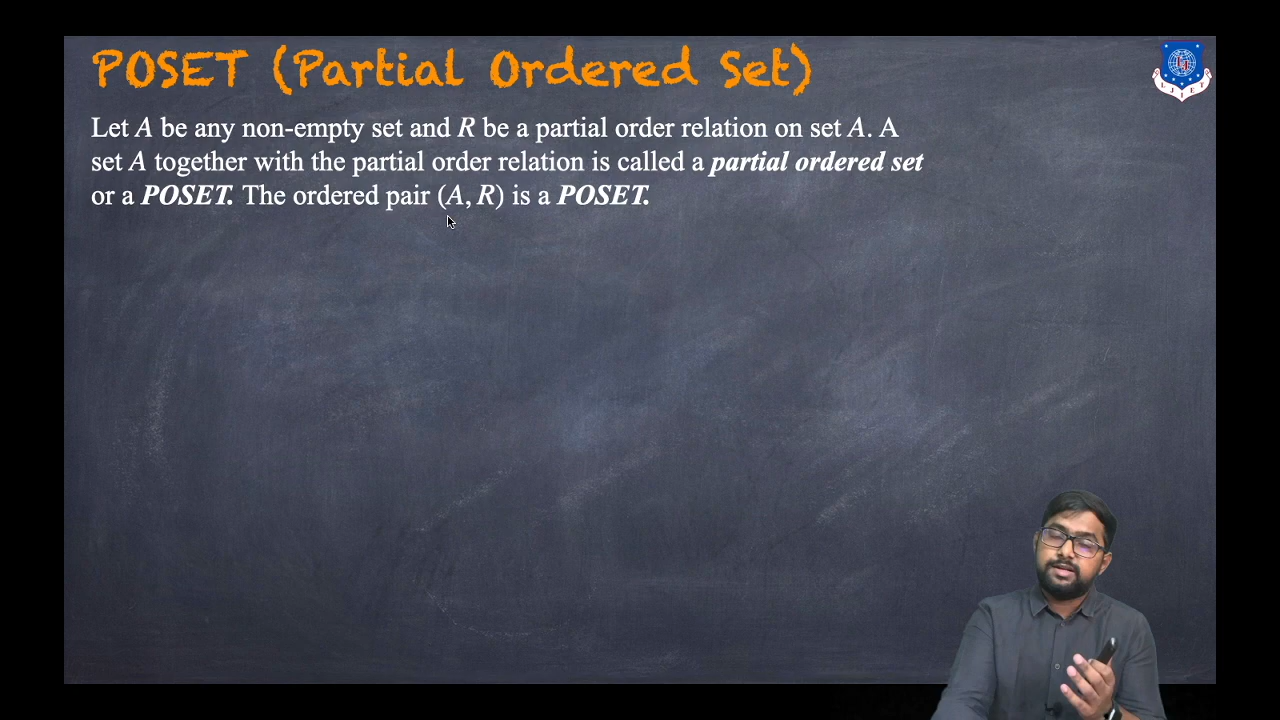 POSET (Partial Ordered Set)
Let A be any non-empty set and R be a partial order relation on set A. A
set A together with the partial order relation is called a partial ordered set
or a POSET. The ordered pair (A, R) is a POSET.
LJIET